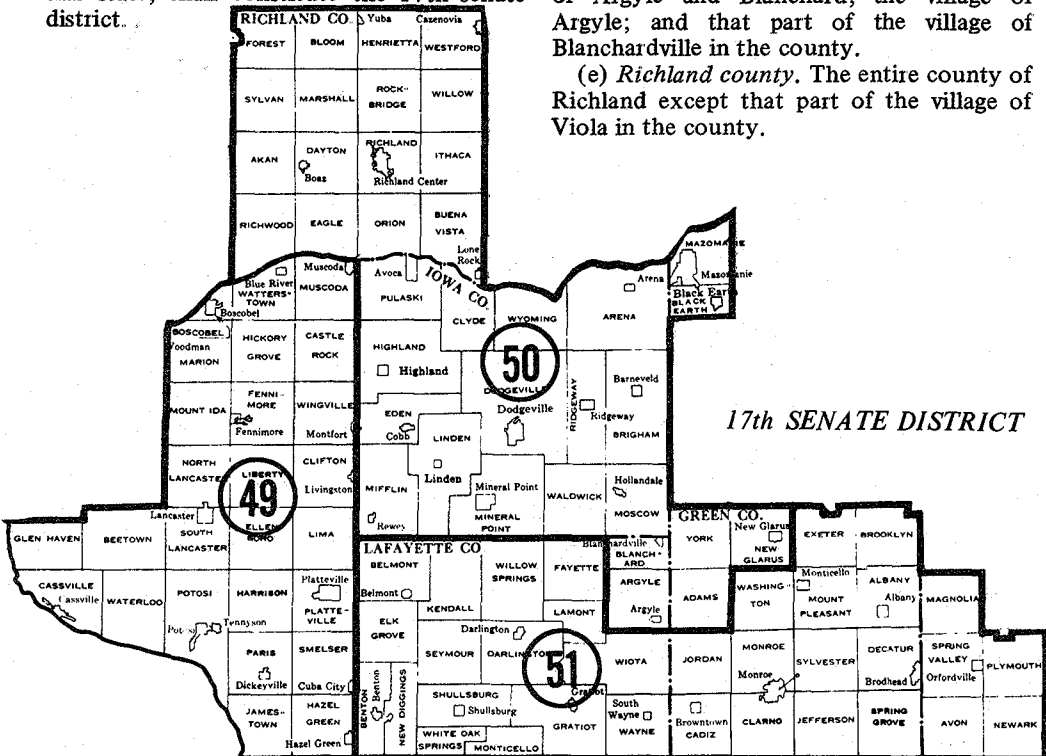 district.
of Argyle and Blanchard; the village of
Argyle; and that part of the village of
Blanchardville in the county.
(e) Richland county. The entire county of
Richland except that part of the village of
Viola in the county.
17th SENATE DISTRICT
RICHLAND CO.
Yuba
Cazenovia
FOREST
BLOOM
HENRIETTA
WESTFORD
SYLVAN
MARSHALL
ROCK-
BRIDGE
WILLOW
AKAN
DAYTON
Boaz
RICHLAND
Richland Center
ITHACA
RICHWOOD
EAGLE
ORION
BUENA
VISTA
Lone
Rock
Muscoda
MUSCODA
Blue River
WATTERS-
TOWN
Boscobel
Avoca
IOWA CO.
PULASKI
CLYDE
WYOMING
Arena
ARENA
MAZOMANIE
Mazomanie
Black Earth
BLACK
EARTH
BOSCOBEL
Woodman
MARION
HICKORY
GROVE
CASTLE
ROCK
HIGHLAND
Highland
50
DODGEVILLE
Dodgeville
RIDGEWAY
Ridgeway
Barneveld
BRIGHAM
MOUNT IDA
FENNI-
MORE
Fennimore
WINGVILLE
Montfort
EDEN
Cobb
LINDEN
Linden
NORTH
LANCASTER
LIBERTY
49
CLIFTON
Livingston
MIFFLIN
Rewey
Mineral Point
MINERAL
POINT
WALDWICK
Hollandale
MOSCOW
Lancaster
SOUTH
LANCASTER
ELLEN-
BORO
LIMA
GLEN HAVEN
BEETOWN
LAFAYETTE CO
BELMONT
Belmont
WILLOW
SPRINGS
FAYETTE
Blanchardville
BLANCH-
ARD
GREEN CO.
YORK
New Glarus
NEW
GLARUS
EXETER
BROOKLYN
CASSVILLE
Cassville
WATERLOO
POTOSI
Potosi
Tennyson
HARRISON
Platteville
PLATTE-
VILLE
ELK
GROVE
KENDALL
LAMONT
ARGYLE
Argyle
ADAMS
WASHING-
TON
Monticello
MOUNT
PLEASANT
ALBANY
Albany
MAGNOLIA
PARIS
Dickeyville
SMELSER
Cuba City
SEYMOUR
Darlington
DARLINGTON
51
WIOTA
JORDAN
MONROE
Monroe
SYLVESTER
DECATUR
Brodhead
SPRING
VALLEY
Orfordville
PLYMOUTH
JAMES-
TOWN
HAZEL
GREEN
Hazel Green
BENTON
Benton
NEW DIGGINGS
SHULLSBURG
Shullsburg
WHITE OAK
SPRINGS
MONTICELLO
Gratiot
GRATIOT
South
Wayne
WAYNE
Browntown
CADIZ
CLARNO
JEFFERSON
SPRING
GROVE
AVON
NEWARK